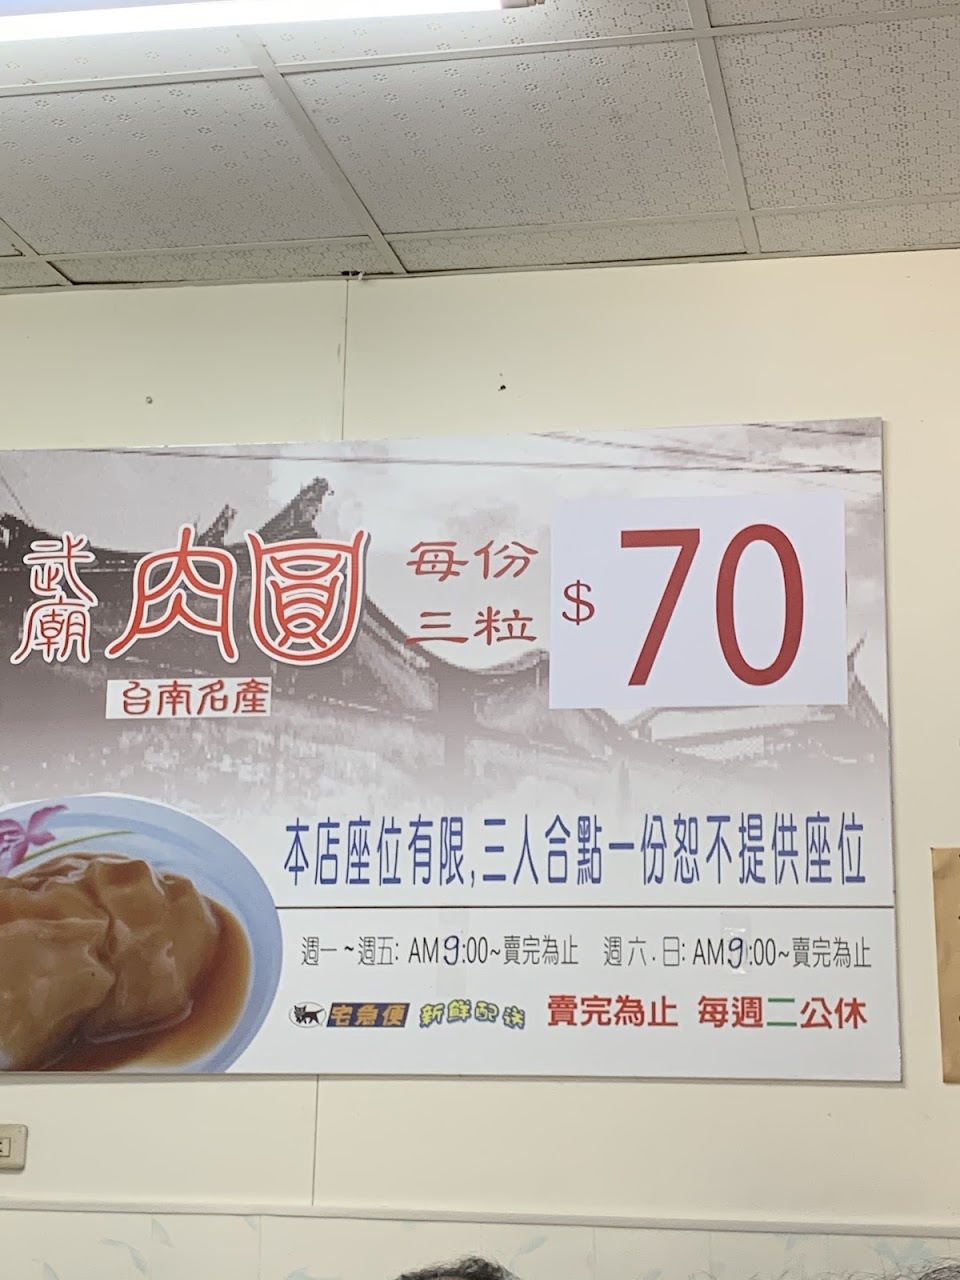 武廟 肉圓
台南名產
每份
三粒
$70
本店座位有限,三人合點一份恕不提供座位
週一~週五: AM9:00~賣完為止 週六.日: AM9:00~賣完為止
宅急便 新鮮配送 賣完為止 每週二公休